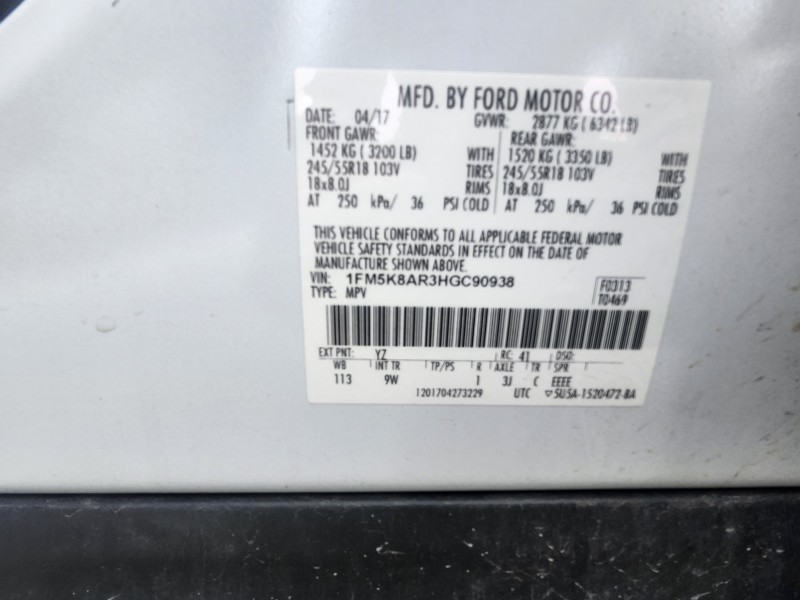 MFD. BY FORD MOTOR CO.
DATE: 04/17 GVWR: 2877 KG ( 6342 LB)
FRONT GAWR: REAR GAWR:
1452 KG ( 3200 LB) WITH 1520 KG ( 3350 LB) WITH
245/55R18 103V TIRES 245/55R18 103V TIRES
18x8.0J RIMS 18x8.0J RIMS
AT 250 kPa/ 36 PSI COLD AT 250 kPa/ 36 PSI COLD
THIS VEHICLE CONFORMS TO ALL APPLICABLE FEDERAL MOTOR
VEHICLE SAFETY STANDARDS IN EFFECT ON THE DATE OF
MANUFACTURE SHOWN ABOVE.
VIN: 1FM5K8AR3HGC90938 F0313
TYPE: MPV T0469
EXT PNT: YZ RC: 41 DSO:
WB INT TR TP/PS R AXLE TR SPR
113 9W 1 3J C EEEE
1201704273229 UTC ▽5U5A-1520472-BA